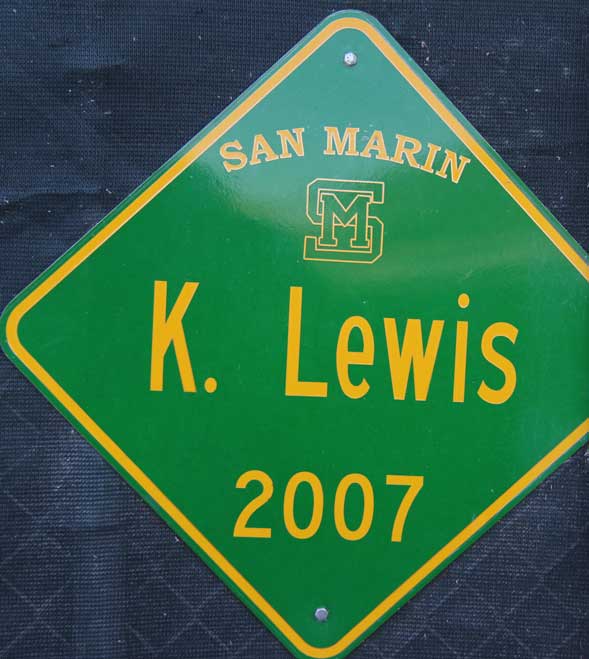 SAN MARIN
SM
K. Lewis
2007